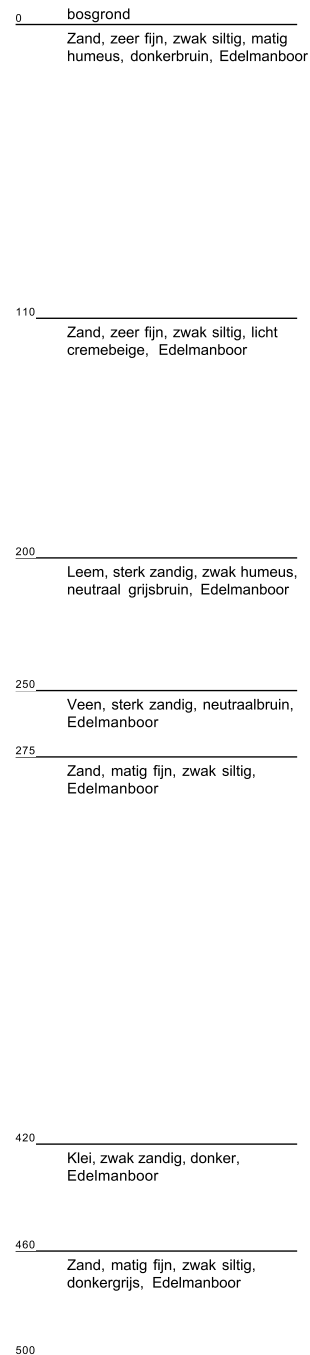 0 bosgrond
Zand, zeer fijn, zwak siltig, matig
humeus, donkerbruin, Edelmanboor
110
Zand, zeer fijn, zwak siltig, licht
cremebeige, Edelmanboor
200
Leem, sterk zandig, zwak humeus,
neutraal grijsbruin, Edelmanboor
250
Veen, sterk zandig, neutraalbruin,
Edelmanboor
275
Zand, matig fijn, zwak siltig,
Edelmanboor
420
Klei, zwak zandig, donker,
Edelmanboor
460
Zand, matig fijn, zwak siltig,
donkergrijs, Edelmanboor
500